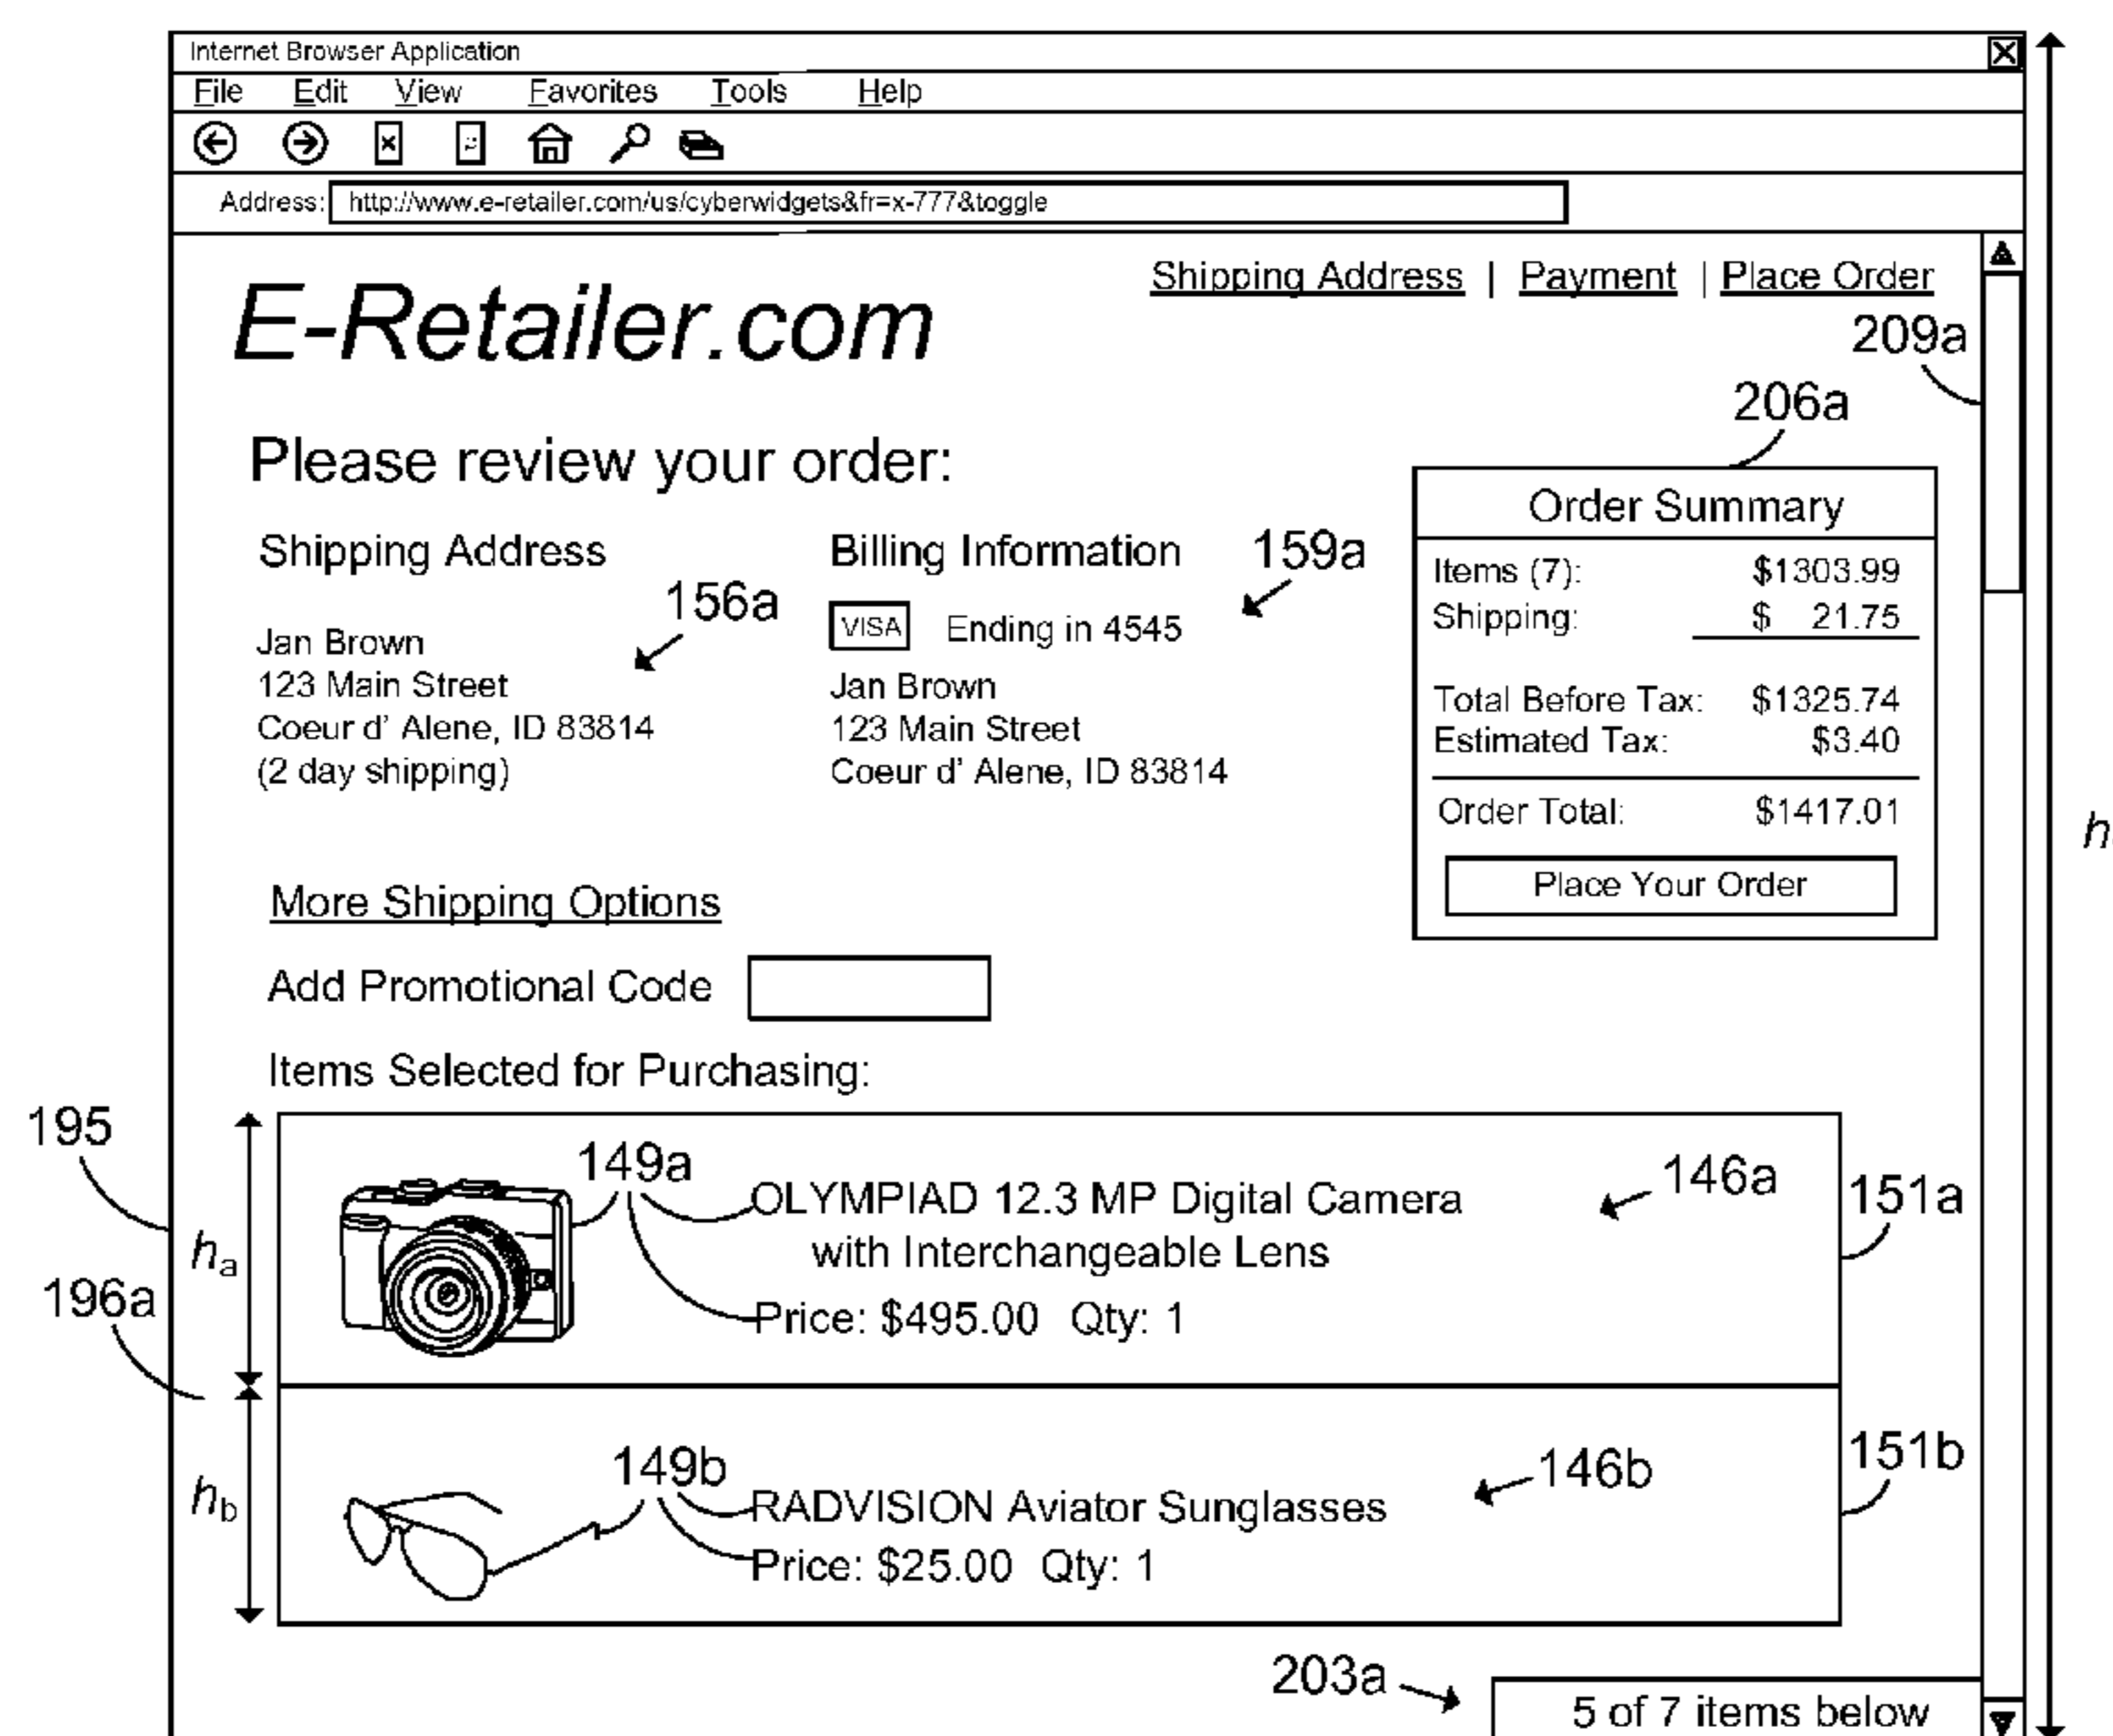 Internet Browser Application
File Edit View Favorites Tools Help
Address: http://www.e-retailer.com/us/cyberwidgets&fr=x-777&toggle
Shipping Address | Payment | Place Order
E-Retailer.com
209a
206a
Please review your order:
Order Summary
Shipping Address
Billing Information
159a
Items (7): $1303.99
156a
VISA Ending in 4545
Shipping: $ 21.75
Jan Brown
123 Main Street
Coeur d' Alene, ID 83814
(2 day shipping)
Jan Brown
123 Main Street
Coeur d' Alene, ID 83814
Total Before Tax: $1325.74
Estimated Tax: $3.40
Order Total: $1417.01
h
Place Your Order
More Shipping Options
Add Promotional Code
Items Selected for Purchasing:
195
149a
146a
151a
OLYMPIAD 12.3 MP Digital Camera
with Interchangeable Lens
ha
196a
Price: $495.00 Qty: 1
149b
146b
151b
hb
RADVISION Aviator Sunglasses
Price: $25.00 Qty: 1
203a
5 of 7 items below